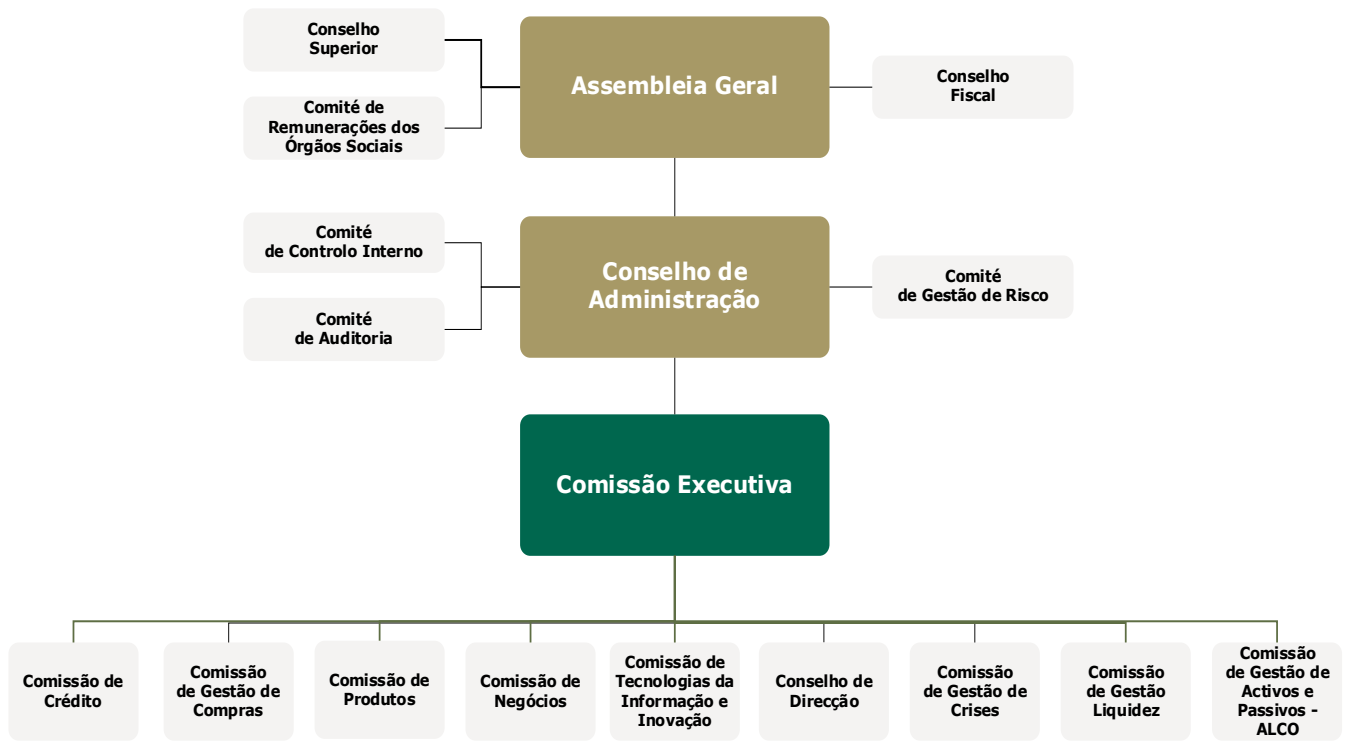 Conselho
Superior
Assembleia Geral
Conselho
Fiscal
Comité de
Remunerações dos
Órgãos Sociais
Comité
de Controlo Interno
Conselho de
Administração
Comité
de Gestão de Risco
Comité
de Auditoria
Comissão Executiva
Comissão de
Crédito
Comissão
de Gestão de
Compras
Comissão de
Produtos
Comissão de
Negócios
Comissão de
Tecnologias da
Informação e
Inovação
Conselho de
Direcção
Comissão
de Gestão de
Crises
Comissão
de Gestão
Liquidez
Comissão
de Gestão de
Activos e
Passivos -
ALCO